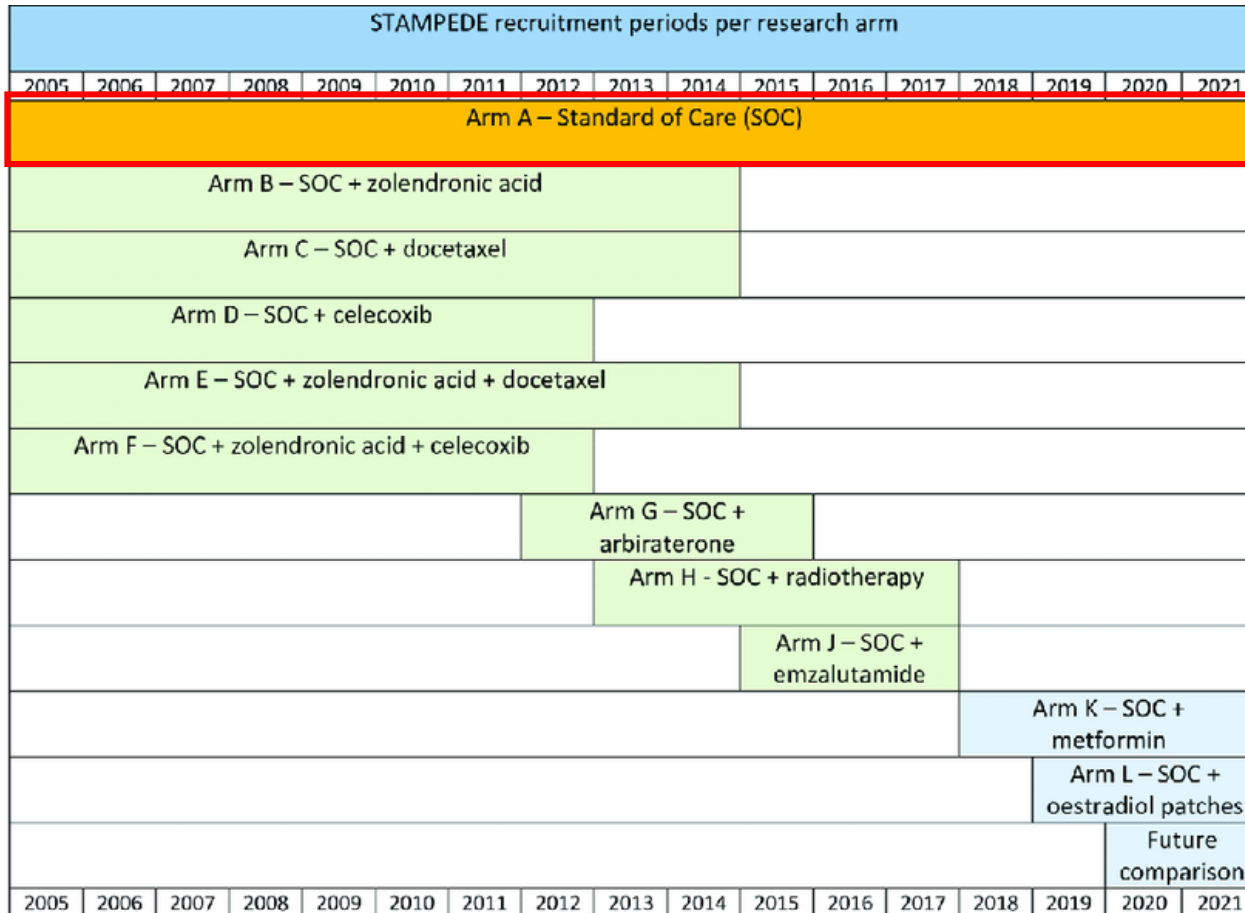 STAMPEDE recruitment periods per research arm
2005 2006 2007 2008 2009 2010 2011 2012 2013 2014 2015 2016 2017 2018 2019 2020 2021
Arm A – Standard of Care (SOC)
Arm B – SOC + zolendronic acid
Arm C – SOC + docetaxel
Arm D – SOC + celecoxib
Arm E – SOC + zolendronic acid + docetaxel
Arm F – SOC + zolendronic acid + celecoxib
Arm G – SOC +
arbiraterone
Arm H - SOC + radiotherapy
Arm J – SOC +
emzalutamide
Arm K – SOC +
metformin
Arm L – SOC +
oestradiol patches
Future
comparison
2005 2006 2007 2008 2009 2010 2011 2012 2013 2014 2015 2016 2017 2018 2019 2020 2021